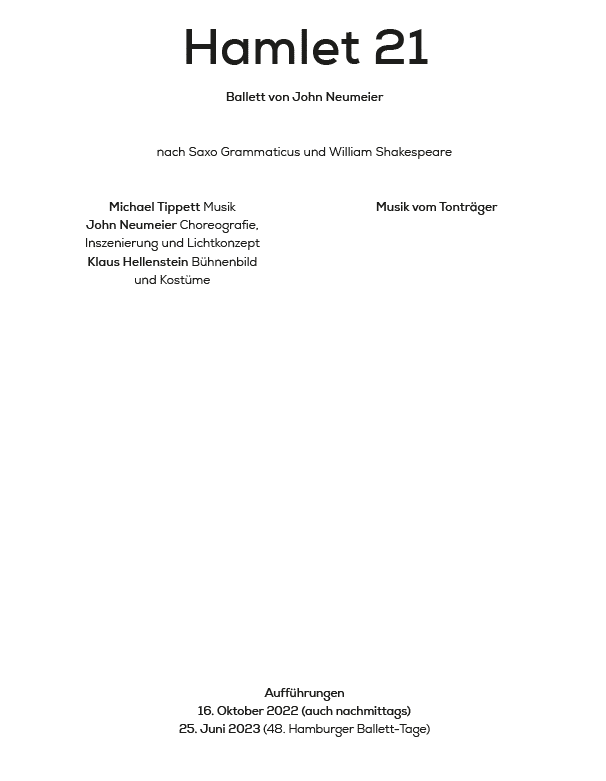 Hamlet 21
Ballett von John Neumeier
nach Saxo Grammaticus und William Shakespeare
Michael Tippett Musik
John Neumeier Choreografie,
Inszenierung und Lichtkonzept
Klaus Hellenstein Bühnenbild
und Kostüme
Musik vom Tonträger
Aufführungen
16. Oktober 2022 (auch nachmittags)
25. Juni 2023 (48. Hamburger Ballett-Tage)